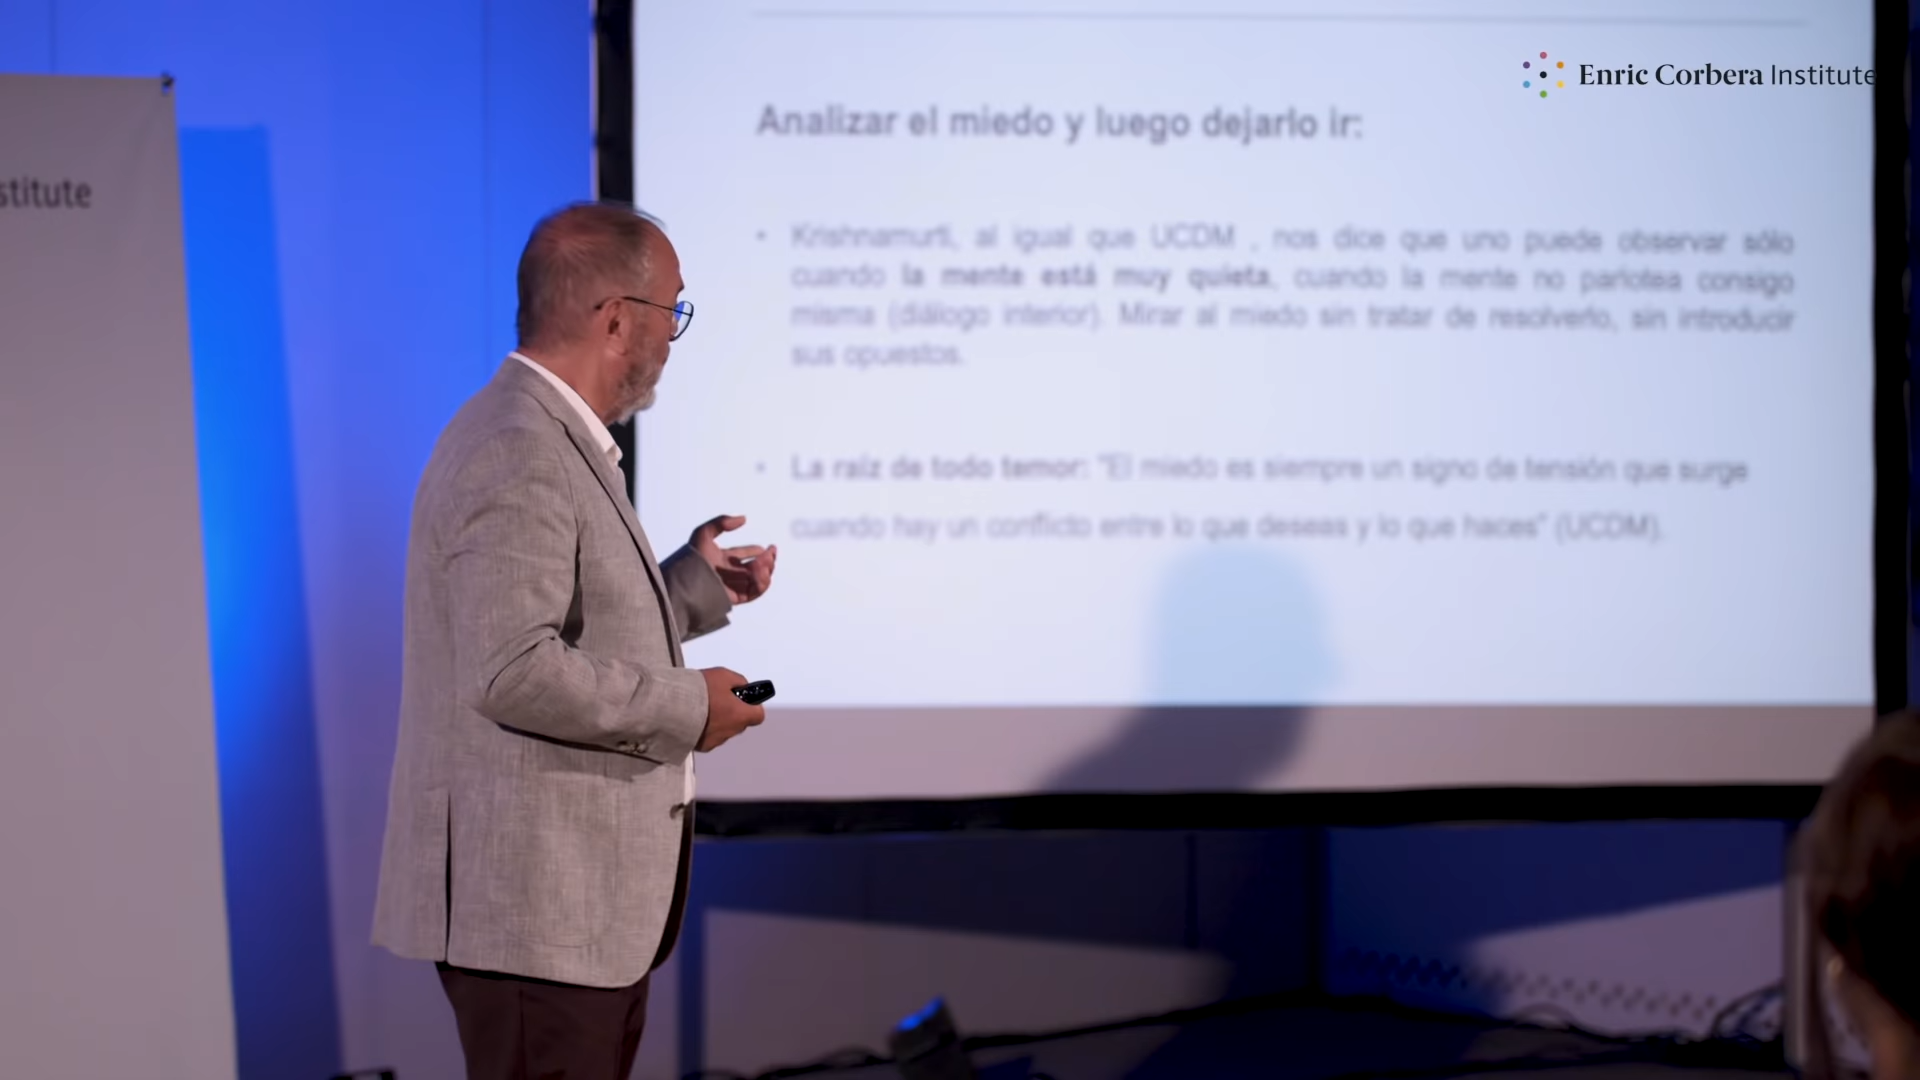 Enric Corbera Institute
stitute
Analizar el miedo y luego dejarlo ir:
• Krishnamurti, al igual que UCDM , nos dice que uno puede observar sólo
cuando la mente está muy quieta, cuando la mente no parlotea consigo
misma (diálogo interior). Mirar al miedo sin tratar de resolverlo, sin introducir
sus opuestos.
• La raíz de todo temor: "El miedo es siempre un signo de tensión que surge
cuando hay un conflicto entre lo que deseas y lo que haces" (UCDM).